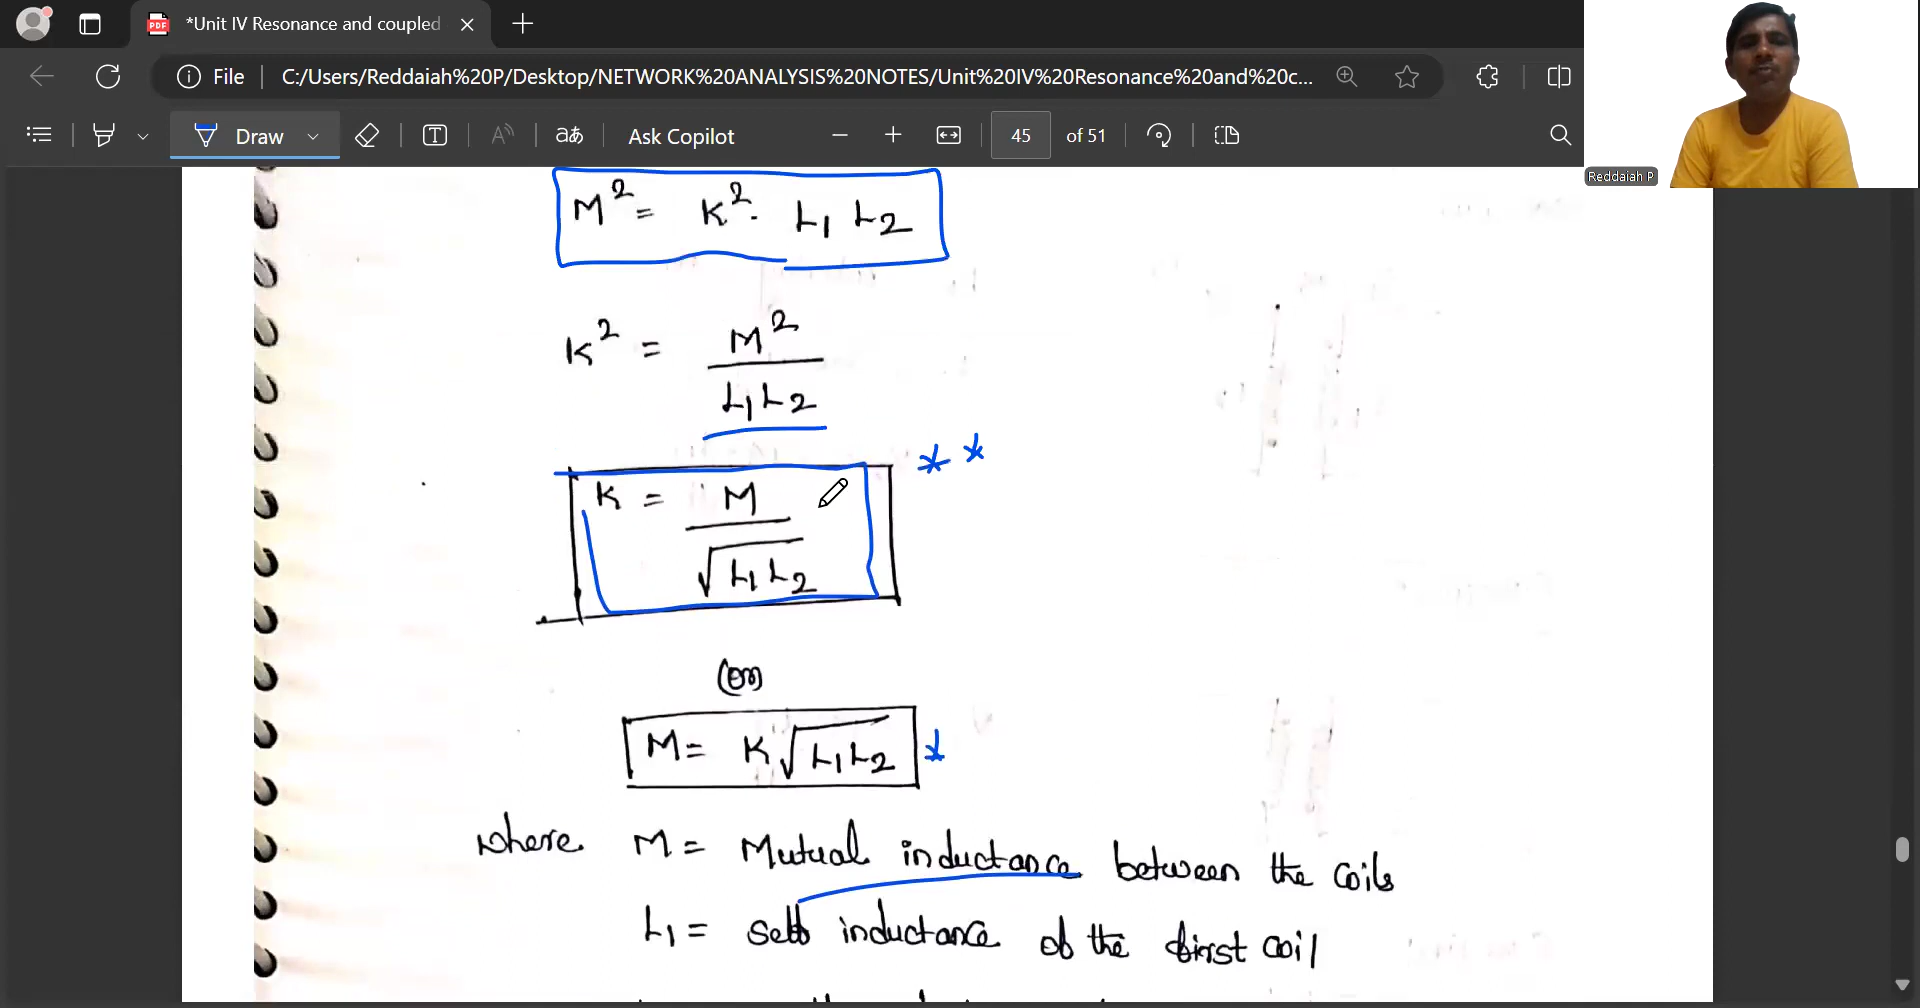 *Unit IV Resonance and coupled
File
C:/Users/Reddaiah%20P/Desktop/NETWORK%20ANALYSIS%20NOTES/Unit%20IV%20Resonance%20and%20c...
Draw
T
aあ
Ask Copilot
45 of 51
Reddaiah P
M² = K². L₁ L₂
K² = M² / L₁L₂
K = M / √L₁L₂
**
(or)
M = K√L₁L₂ *
where M = Mutual inductance between the coils
L₁ = self inductance of the first coil